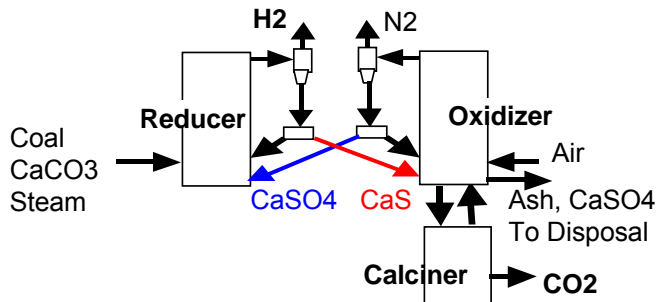 H2
N2
Reducer
Oxidizer
Coal
CaCO3
Steam
Air
CaSO4
CaS
Ash, CaSO4
To Disposal
Calciner
CO2